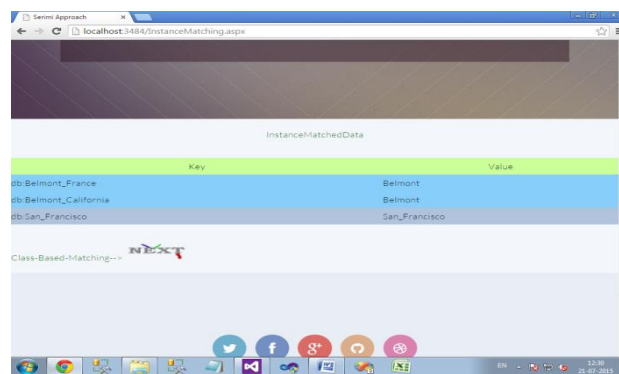 Serimi Approach
localhost:3484/InstanceMatching.aspx
InstanceMatchedData
Key Value
db:Belmont_France Belmont
db:Belmont_California Belmont
db:San_Francisco San_Francisco
Class-Based-Matching--> NEXT
EN 12:30
21-07-2015